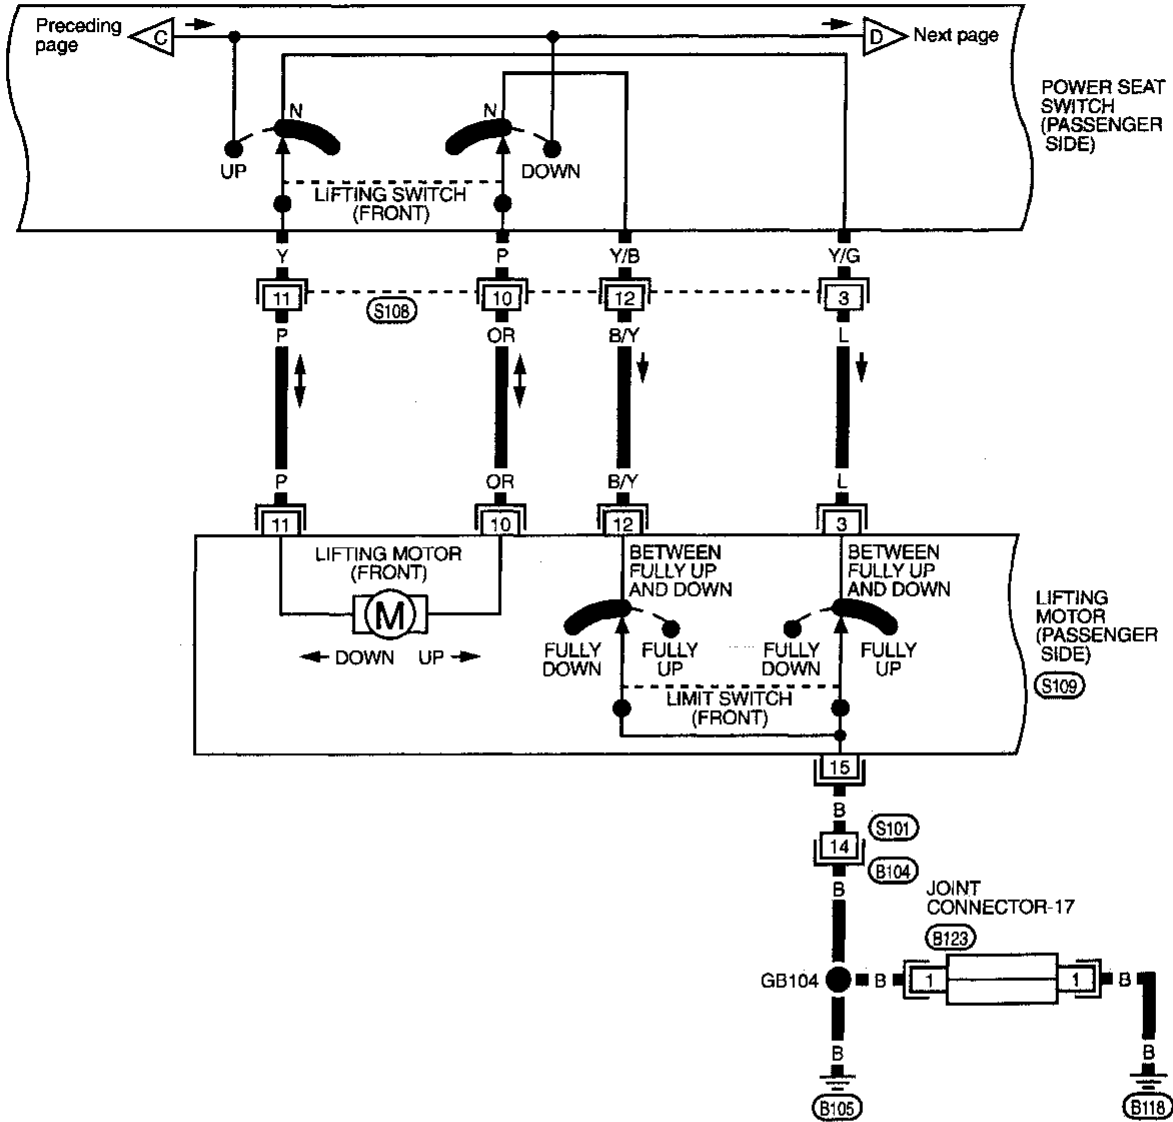 Preceding
page
C
D
Next page
POWER SEAT
SWITCH
(PASSENGER
SIDE)
N
N
UP
DOWN
LIFTING SWITCH
(FRONT)
Y
P
Y/B
Y/G
11
10
12
3
S108
P
OR
B/Y
L
P
OR
B/Y
L
11
10
12
3
LIFTING MOTOR
(FRONT)
M
DOWN
UP
BETWEEN
FULLY UP
AND DOWN
BETWEEN
FULLY UP
AND DOWN
FULLY
DOWN
FULLY
UP
FULLY
DOWN
FULLY
UP
LIMIT SWITCH
(FRONT)
LIFTING
MOTOR
(PASSENGER
SIDE)
S109
15
B
S101
14
B104
B
JOINT
CONNECTOR-17
B123
GB104
B
1
1
B
B
B
B105
B118